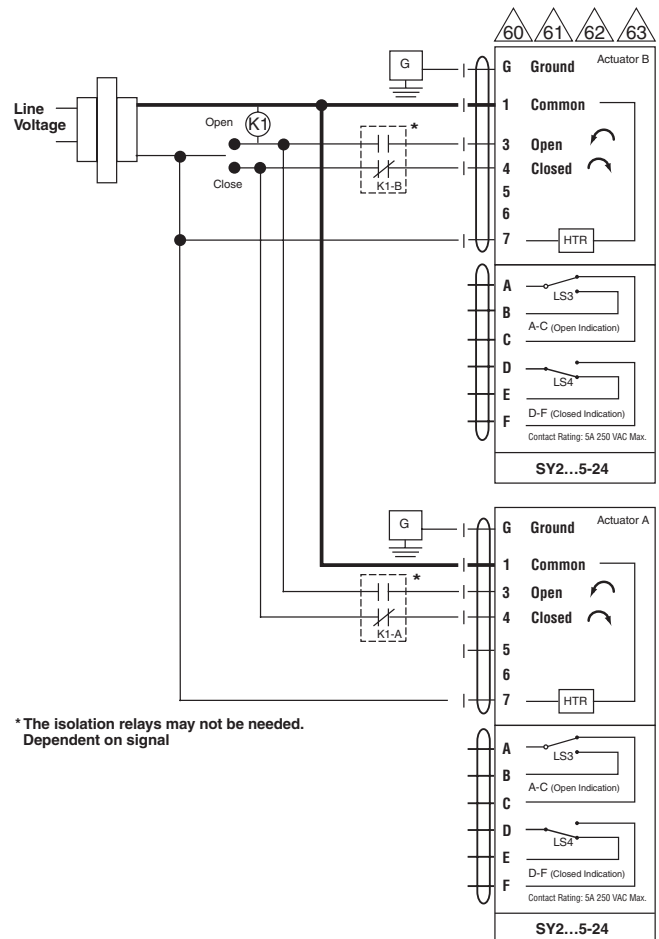 60 61 62 63
G
G Ground
Actuator B
Line
Voltage
1 Common
Open
K1
*
3 Open
4 Closed
Close
K1-B
5
6
7
HTR
A
LS3
B
A-C (Open Indication)
C
D
LS4
E
D-F (Closed Indication)
F
Contact Rating: 5A 250 VAC Max.
SY2...5-24
G
G Ground
Actuator A
1 Common
*
3 Open
4 Closed
K1-A
5
6
7
HTR
* The isolation relays may not be needed.
Dependent on signal
A
LS3
B
A-C (Open Indication)
C
D
LS4
E
D-F (Closed Indication)
F
Contact Rating: 5A 250 VAC Max.
SY2...5-24